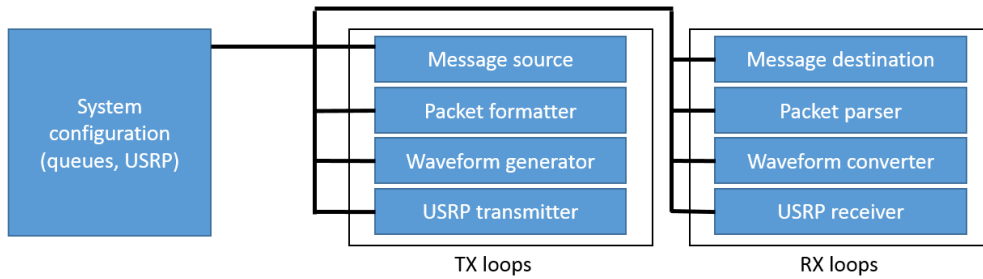 System
configuration
(queues, USRP)
Message source
Packet formatter
Waveform generator
USRP transmitter
TX loops
Message destination
Packet parser
Waveform converter
USRP receiver
RX loops